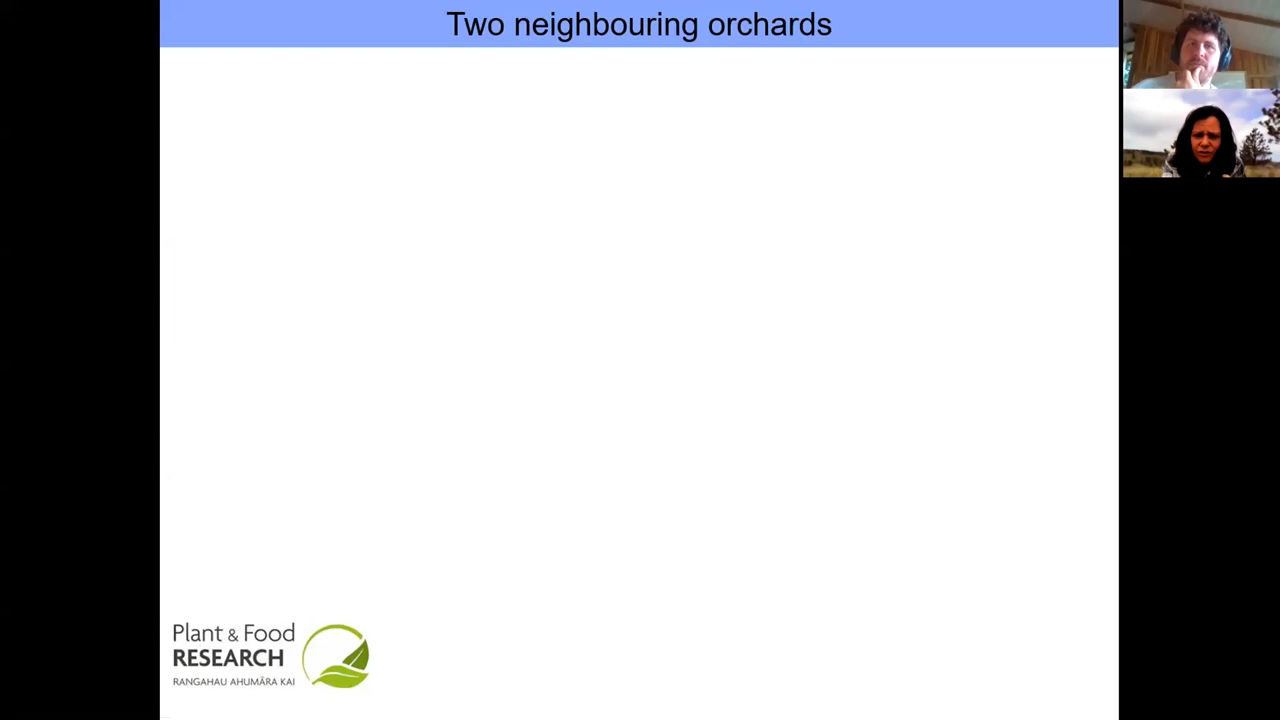 Two neighbouring orchards
Plant & Food
RESEARCH
RANGAHAU AHUMĀRA KAI